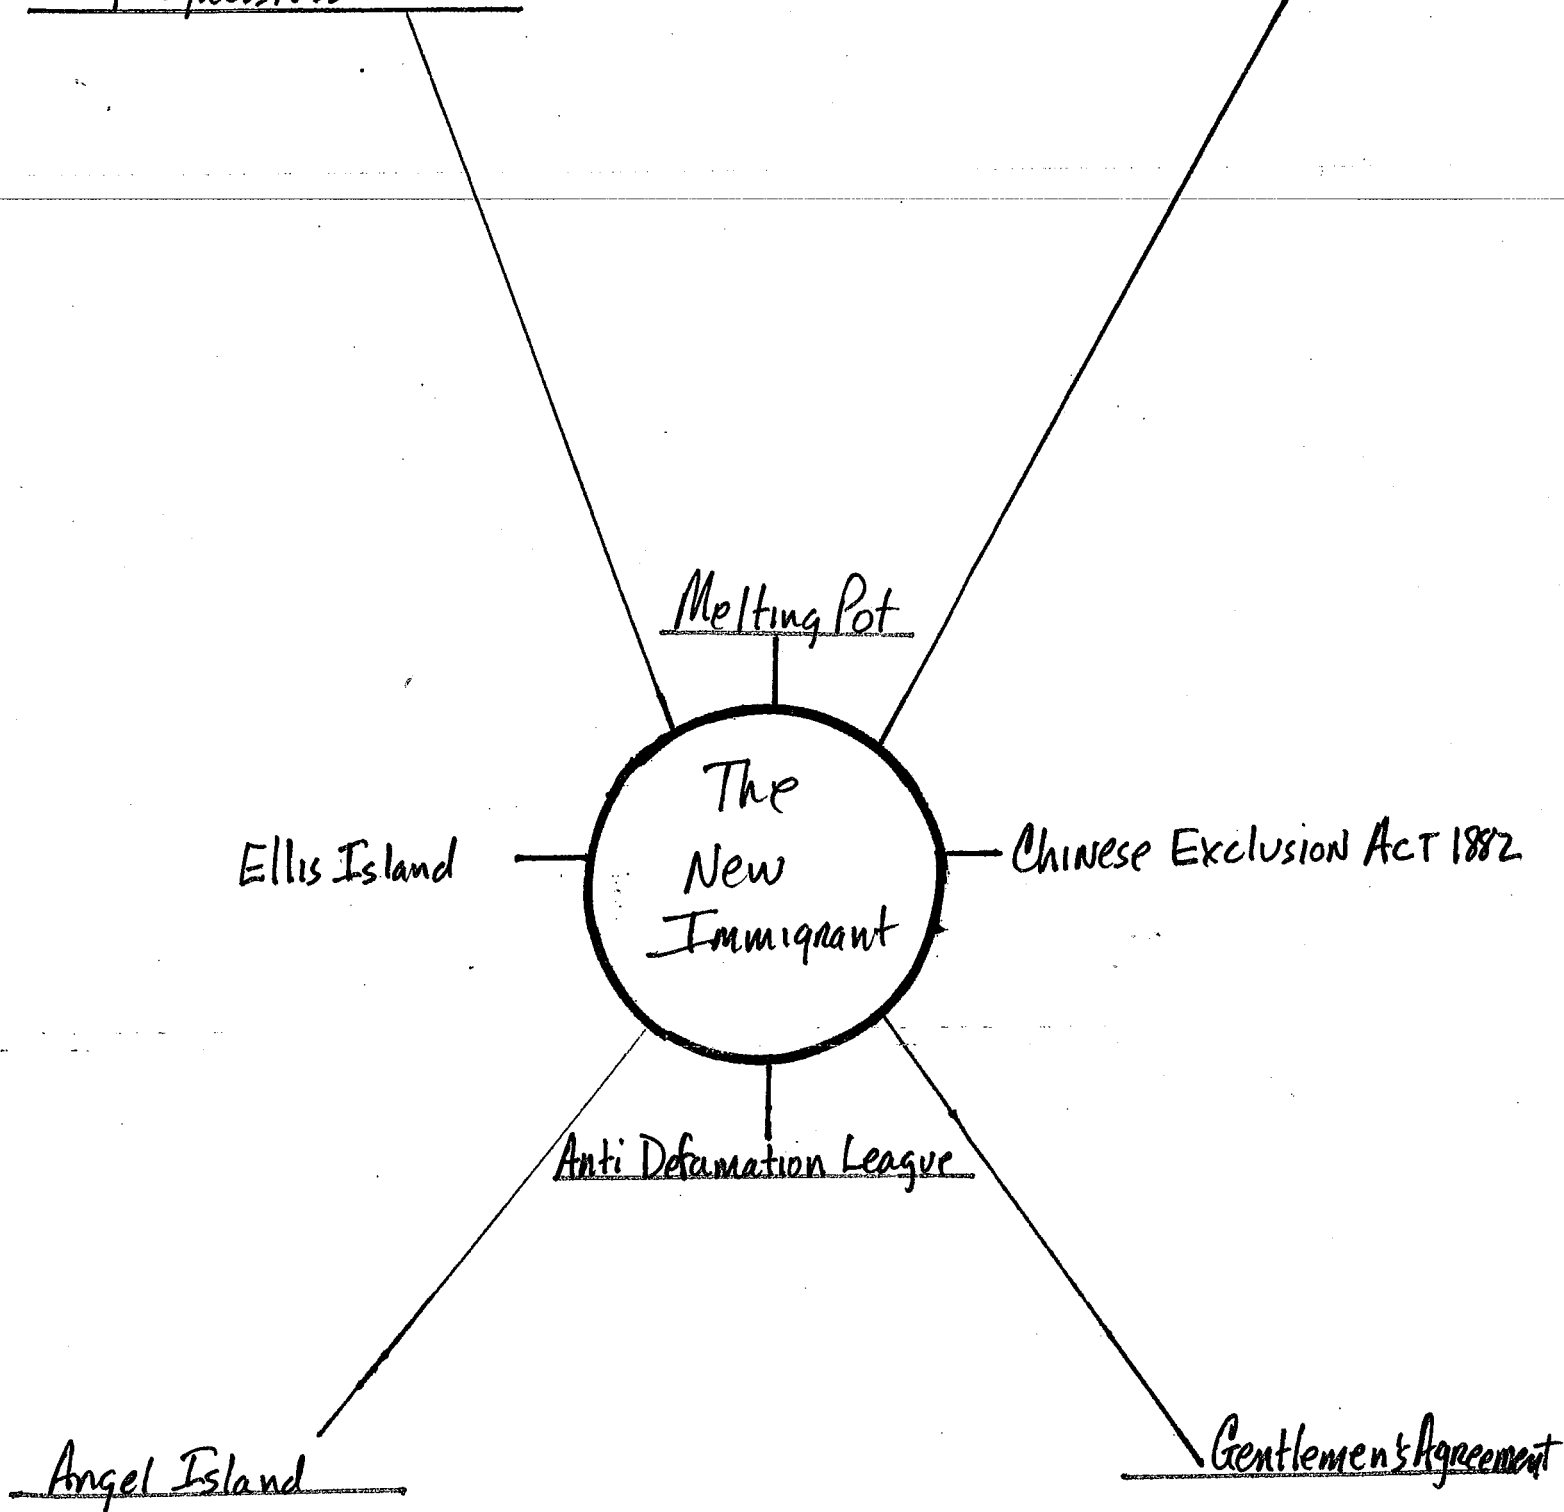 Melting Pot
The
New
Immigrant
Ellis Island
Chinese Exclusion Act 1882
Anti Defamation League
Angel Island
Gentlemen's Agreement